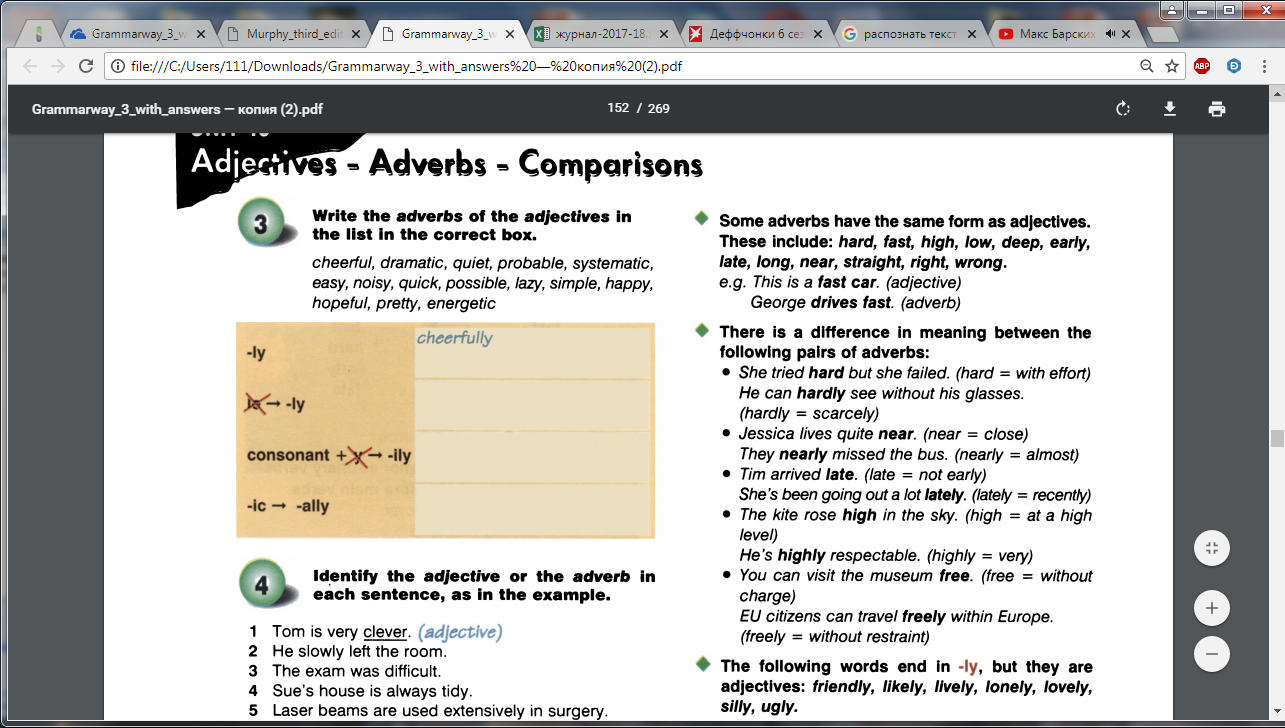 Grammarway_3_w
Murphy_third_edi
Grammarway_3_w
журнал-2017-18.
Деффчонки 6 сез
распознать текст
Макс Барских
file:///C:/Users/111/Downloads/Grammarway_3_with_answers%20—%20копия%20(2).pdf
ABP
Grammarway_3_with_answers — копия (2).pdf
152 / 269
Adjectives - Adverbs - Comparisons
3
Write the adverbs of the adjectives in
the list in the correct box.
cheerful, dramatic, quiet, probable, systematic,
easy, noisy, quick, possible, lazy, simple, happy,
hopeful, pretty, energetic
-ly
cheerfully
le → -ly
consonant + y → -ily
-ic → -ally
4
Identify the adjective or the adverb in
each sentence, as in the example.
1 Tom is very clever. (adjective)
2 He slowly left the room.
3 The exam was difficult.
4 Sue's house is always tidy.
5 Laser beams are used extensively in surgery.
Some adverbs have the same form as adjectives.
These include: hard, fast, high, low, deep, early,
late, long, near, straight, right, wrong.
e.g. This is a fast car. (adjective)
George drives fast. (adverb)
There is a difference in meaning between the
following pairs of adverbs:
• She tried hard but she failed. (hard = with effort)
He can hardly see without his glasses.
(hardly = scarcely)
• Jessica lives quite near. (near = close)
They nearly missed the bus. (nearly = almost)
• Tim arrived late. (late = not early)
She's been going out a lot lately. (lately = recently)
• The kite rose high in the sky. (high = at a high
level)
He's highly respectable. (highly = very)
• You can visit the museum free. (free = without
charge)
EU citizens can travel freely within Europe.
(freely = without restraint)
The following words end in -ly, but they are
adjectives: friendly, likely, lively, lonely, lovely,
silly, ugly.